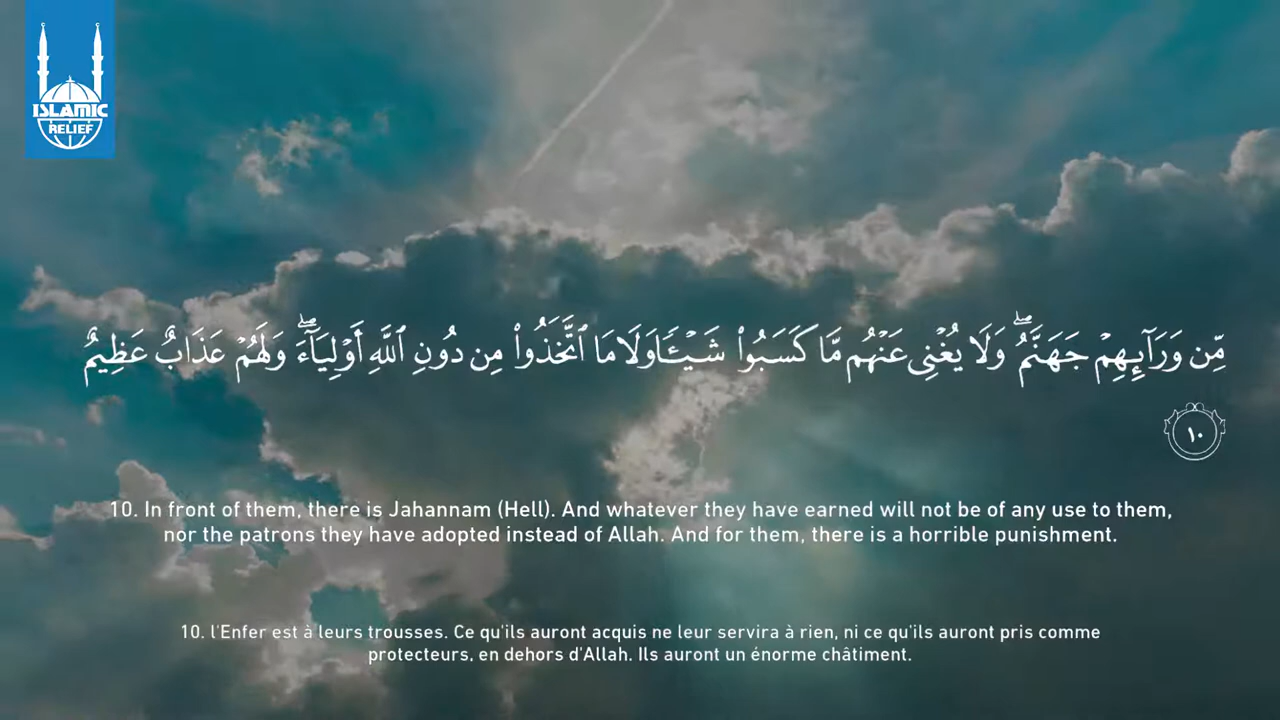 ISLAMIC
RELIEF
مِّن وَرَآئِهِمۡ جَهَنَّمُۖ وَلَا يُغۡنِي عَنۡهُم مَّا كَسَبُواْ شَيۡـٔٗا وَلَا مَا ٱتَّخَذُواْ مِن دُونِ ٱللَّهِ أَوۡلِيَآءَۖ وَلَهُمۡ عَذَابٌ عَظِيمٌ
١٠
10. In front of them, there is Jahannam (Hell). And whatever they have earned will not be of any use to them,
nor the patrons they have adopted instead of Allah. And for them, there is a horrible punishment.
10. l'Enfer est à leurs trousses. Ce qu'ils auront acquis ne leur servira à rien, ni ce qu'ils auront pris comme
protecteurs, en dehors d'Allah. Ils auront un énorme châtiment.